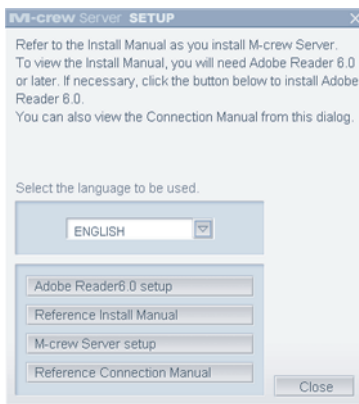 M-crew Server SETUP
Refer to the Install Manual as you install M-crew Server.
To view the Install Manual, you will need Adobe Reader 6.0
or later. If necessary, click the button below to install Adobe
Reader 6.0.
You can also view the Connection Manual from this dialog.
Select the language to be used.
ENGLISH
Adobe Reader6.0 setup
Reference Install Manual
M-crew Server setup
Reference Connection Manual
Close